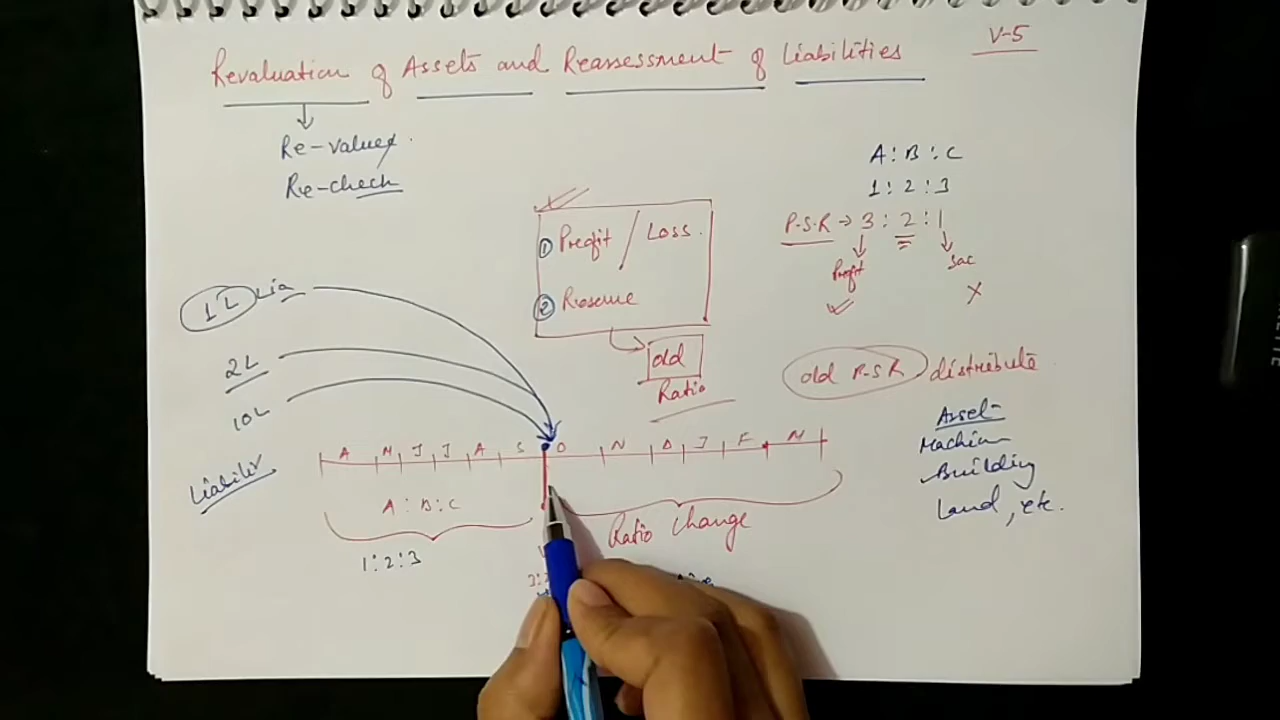 V-5
Revaluation of Assets and Reassessment of Liabilities
Re-valued
Re-check
A : B : C
1 : 2 : 3
P.S.R → 3 : 2 : 1
Profit
Sac
① Profit / Loss.
② Reserve
old
Ratio
1L Lia
2L
10L
old P.S.R distribute
Asset
Machine
Building
Land, etc.
A M J J A S O N D J F M
Liability
A : B : C
1:2:3
Ratio Change